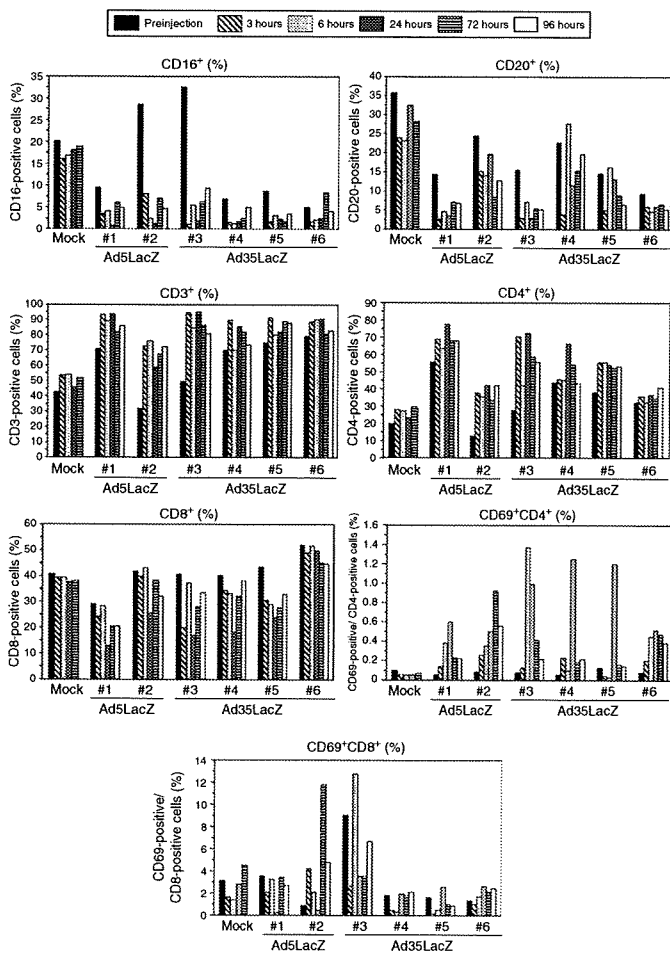 Preinjection 3 hours 6 hours 24 hours 72 hours 96 hours
CD16⁺ (%)
CD16-positive cells (%)
35
30
25
20
15
10
5
0
Mock #1 #2 #3 #4 #5 #6
Ad5LacZ Ad35LacZ
CD20⁺ (%)
CD20-positive cells (%)
40
35
30
25
20
15
10
5
0
Mock #1 #2 #3 #4 #5 #6
Ad5LacZ Ad35LacZ
CD3⁺ (%)
CD3-positive cells (%)
100
90
80
70
60
50
40
30
20
10
0
Mock #1 #2 #3 #4 #5 #6
Ad5LacZ Ad35LacZ
CD4⁺ (%)
CD4-positive cells (%)
90
80
70
60
50
40
30
20
10
0
Mock #1 #2 #3 #4 #5 #6
Ad5LacZ Ad35LacZ
CD8⁺ (%)
CD8-positive cells (%)
60
50
40
30
20
10
0
Mock #1 #2 #3 #4 #5 #6
Ad5LacZ Ad35LacZ
CD69⁺CD4⁺ (%)
CD69-positive/ CD4-positive cells (%)
1.6
1.4
1.2
1.0
0.8
0.6
0.4
0.2
0
Mock #1 #2 #3 #4 #5 #6
Ad5LacZ Ad35LacZ
CD69⁺CD8⁺ (%)
CD69-positive/
CD8-positive cells (%)
14
12
10
8
6
4
2
0
Mock #1 #2 #3 #4 #5 #6
Ad5LacZ Ad35LacZ